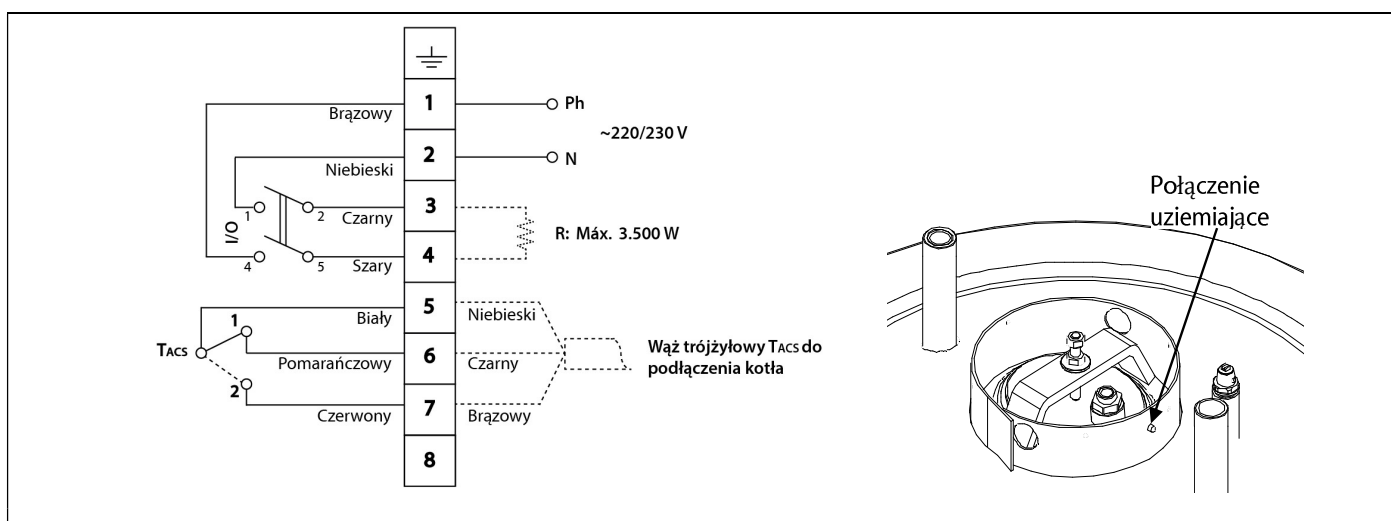 1
Ph
Brązowy
~220/230 V
2
N
Niebieski
I/O
1
2
Czarny
3
R: Máx. 3.500 W
4
5
Szary
4
5
Biały
Niebieski
TACS
1
Pomarańczowy
6
Czarny
Wąż trójżyłowy TACS do
podłączenia kotła
2
Czerwony
7
Brązowy
8
Połączenie
uziemiające